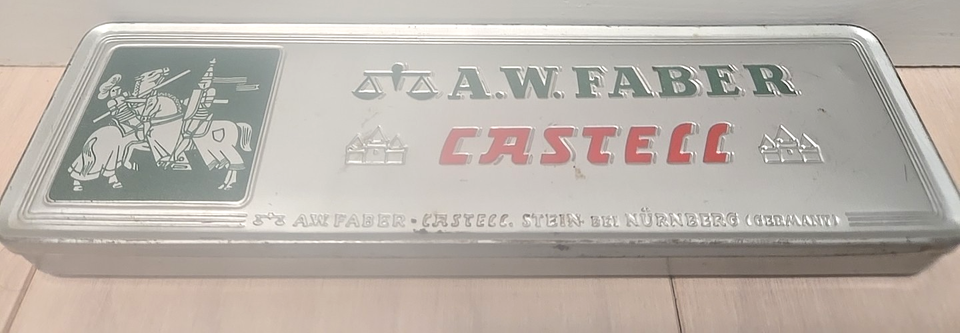 A.W. FABER
CASTELL
A.W. FABER - CASTELL. STEIN BEI NÜRNBERG (GERMANY)